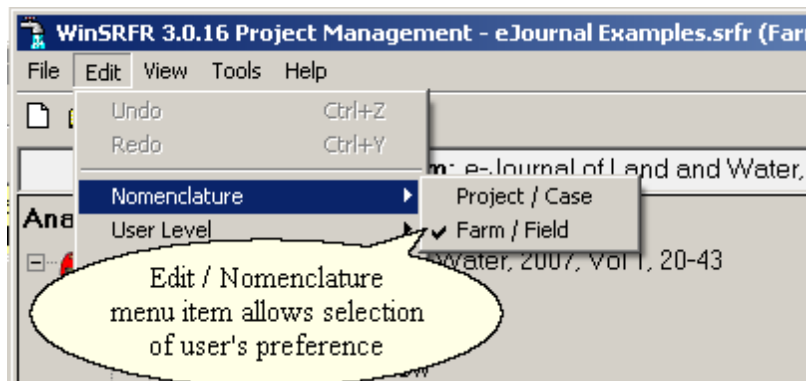 WinSRFR 3.0.16 Project Management - eJournal Examples.srfr (Far
File Edit View Tools Help
Undo Ctrl+Z
Redo Ctrl+Y
e-Journal of Land and Water,
Nomenclature
Project / Case
Ana
User Level
Farm / Field
Water, 2007, Vol 1, 20-43
Edit / Nomenclature
menu item allows selection
of user's preference